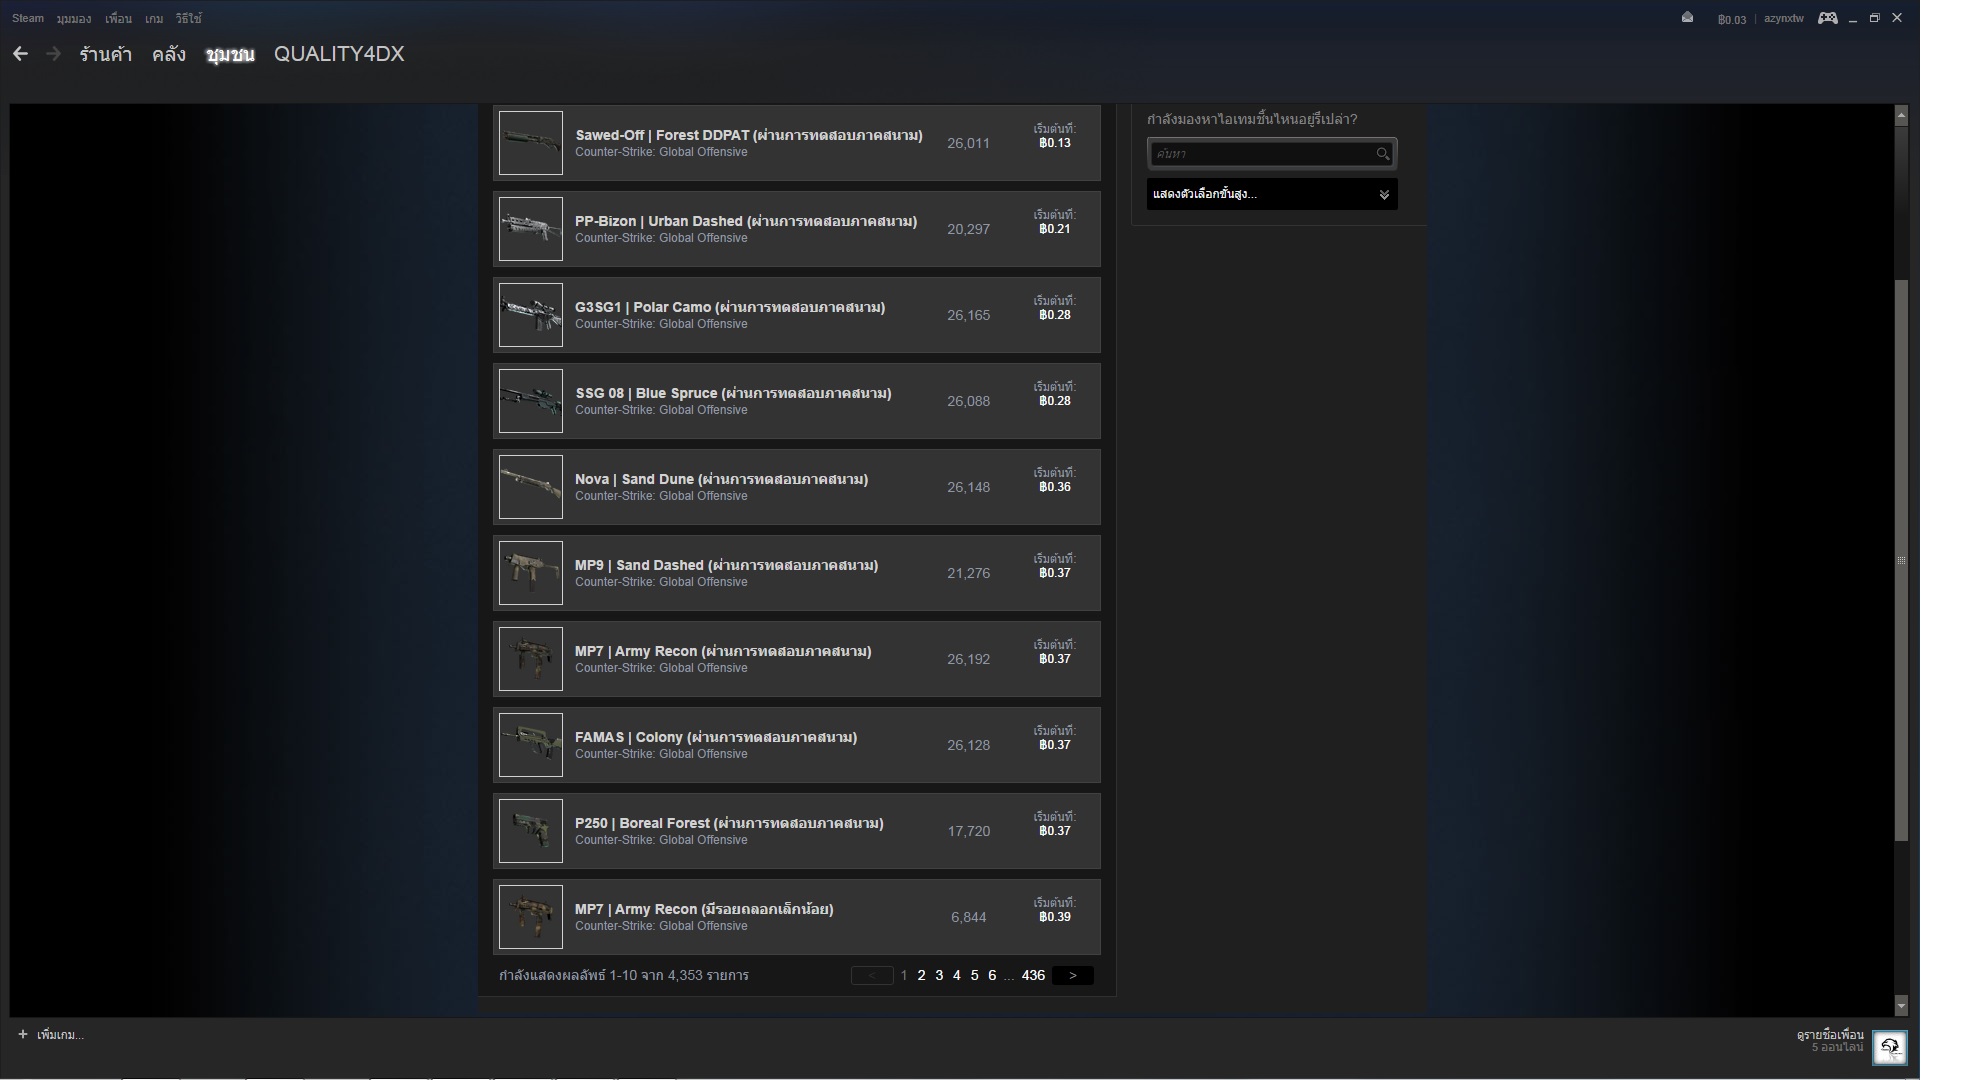 Steam มุมมอง เพื่อน เกม วิธีใช้
฿0.03 | azynxtw
ร้านค้า คลัง ชุมชน QUALITY4DX
Sawed-Off | Forest DDPAT (ผ่านการทดสอบภาคสนาม)
Counter-Strike: Global Offensive
26,011
เริ่มต้นที่:
฿0.13
PP-Bizon | Urban Dashed (ผ่านการทดสอบภาคสนาม)
Counter-Strike: Global Offensive
20,297
เริ่มต้นที่:
฿0.21
G3SG1 | Polar Camo (ผ่านการทดสอบภาคสนาม)
Counter-Strike: Global Offensive
26,165
เริ่มต้นที่:
฿0.28
SSG 08 | Blue Spruce (ผ่านการทดสอบภาคสนาม)
Counter-Strike: Global Offensive
26,088
เริ่มต้นที่:
฿0.28
Nova | Sand Dune (ผ่านการทดสอบภาคสนาม)
Counter-Strike: Global Offensive
26,148
เริ่มต้นที่:
฿0.36
MP9 | Sand Dashed (ผ่านการทดสอบภาคสนาม)
Counter-Strike: Global Offensive
21,276
เริ่มต้นที่:
฿0.37
MP7 | Army Recon (ผ่านการทดสอบภาคสนาม)
Counter-Strike: Global Offensive
26,192
เริ่มต้นที่:
฿0.37
FAMAS | Colony (ผ่านการทดสอบภาคสนาม)
Counter-Strike: Global Offensive
26,128
เริ่มต้นที่:
฿0.37
P250 | Boreal Forest (ผ่านการทดสอบภาคสนาม)
Counter-Strike: Global Offensive
17,720
เริ่มต้นที่:
฿0.37
MP7 | Army Recon (มีรอยถลอกเล็กน้อย)
Counter-Strike: Global Offensive
6,844
เริ่มต้นที่:
฿0.39
กำลังแสดงผลลัพธ์ 1-10 จาก 4,353 รายการ
< 1 2 3 4 5 6 ... 436 >
กำลังมองหาไอเทมชิ้นไหนอยู่รึเปล่า?
ค้นหา
แสดงตัวเลือกขั้นสูง...
+ เพิ่มเกม...
ดูรายชื่อเพื่อน
5 ออนไลน์